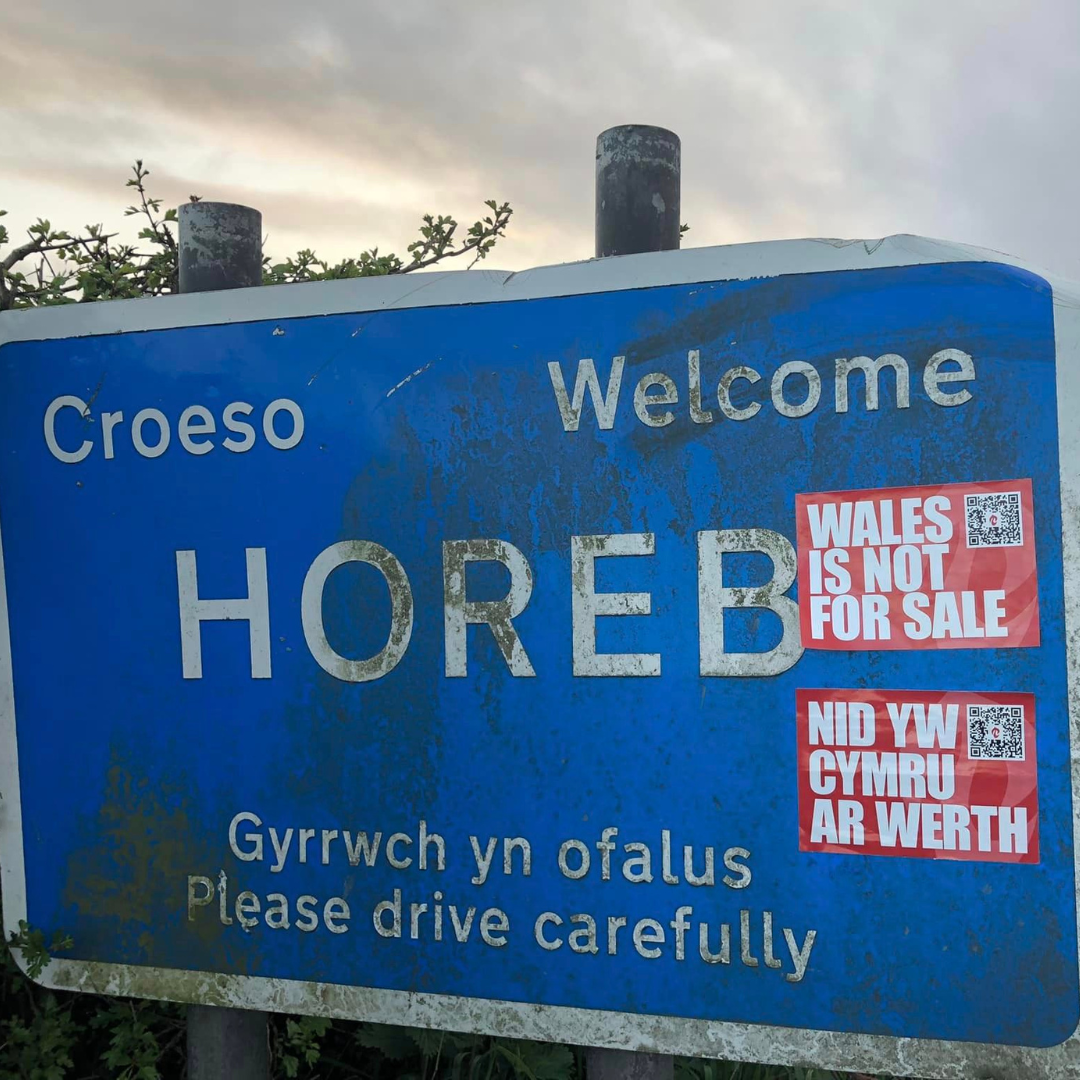 Croeso Welcome
HOREB
WALES
IS NOT
FOR SALE
NID YW
CYMRU
AR WERTH
Gyrrwch yn ofalus
Please drive carefully